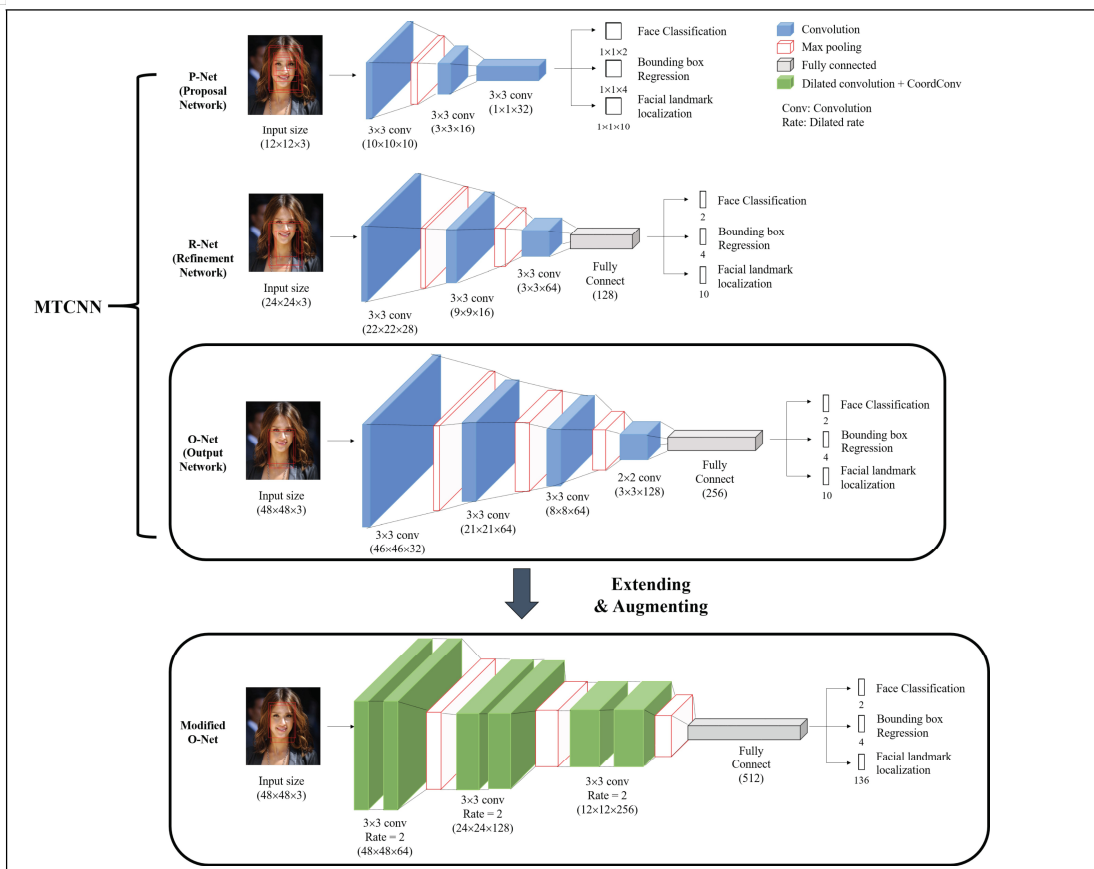 P-Net
(Proposal
Network)
Input size
(12×12×3)
3×3 conv
(10×10×10)
3×3 conv
(3×3×16)
3×3 conv
(1×1×32)
1×1×2
Face Classification
1×1×4
Bounding box
Regression
1×1×10
Facial landmark
localization
Convolution
Max pooling
Fully connected
Dilated convolution + CoordConv
Conv: Convolution
Rate: Dilated rate
MTCNN
R-Net
(Refinement
Network)
Input size
(24×24×3)
3×3 conv
(22×22×28)
3×3 conv
(9×9×16)
3×3 conv
(3×3×64)
Fully
Connect
(128)
2
Face Classification
4
Bounding box
Regression
10
Facial landmark
localization
O-Net
(Output
Network)
Input size
(48×48×3)
3×3 conv
(46×46×32)
3×3 conv
(21×21×64)
3×3 conv
(8×8×64)
2×2 conv
(3×3×128)
Fully
Connect
(256)
2
Face Classification
4
Bounding box
Regression
10
Facial landmark
localization
Extending
& Augmenting
Modified
O-Net
Input size
(48×48×3)
3×3 conv
Rate = 2
(48×48×64)
3×3 conv
Rate = 2
(24×24×128)
3×3 conv
Rate = 2
(12×12×256)
Fully
Connect
(512)
2
Face Classification
4
Bounding box
Regression
136
Facial landmark
localization